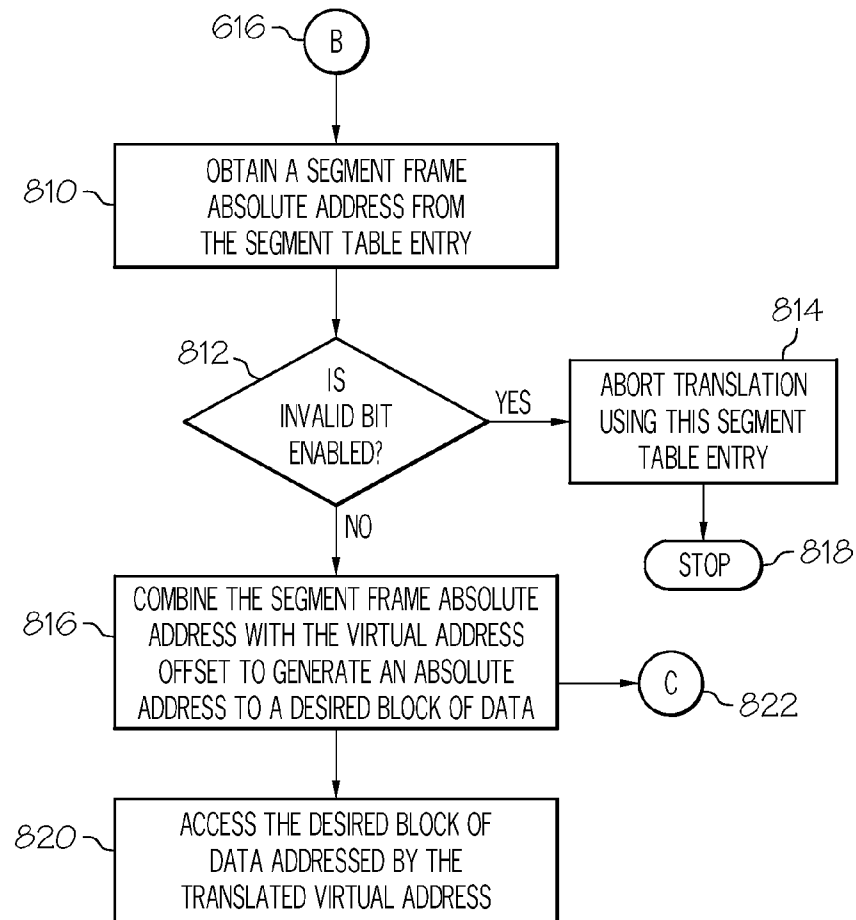 616
B
810
OBTAIN A SEGMENT FRAME
ABSOLUTE ADDRESS FROM
THE SEGMENT TABLE ENTRY
812
IS
INVALID BIT
ENABLED?
YES
814
ABORT TRANSLATION
USING THIS SEGMENT
TABLE ENTRY
NO
STOP
818
816
COMBINE THE SEGMENT FRAME ABSOLUTE
ADDRESS WITH THE VIRTUAL ADDRESS
OFFSET TO GENERATE AN ABSOLUTE
ADDRESS TO A DESIRED BLOCK OF DATA
C
822
820
ACCESS THE DESIRED BLOCK OF
DATA ADDRESSED BY THE
TRANSLATED VIRTUAL ADDRESS